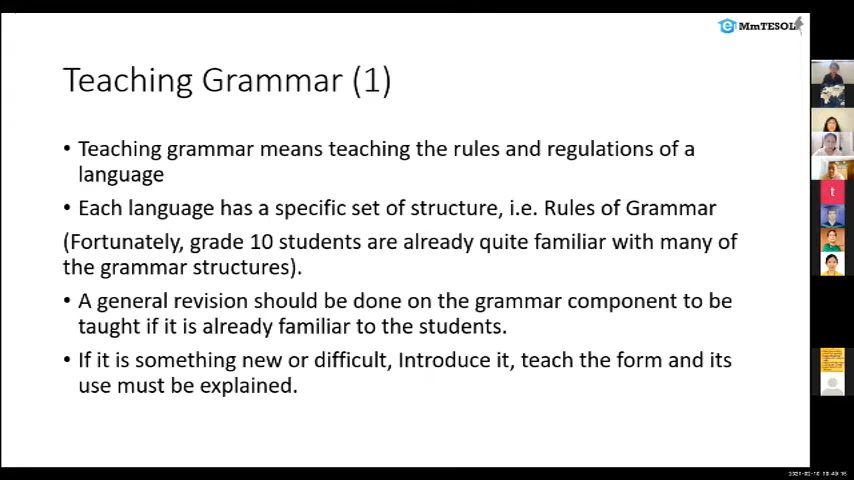 MmTESOL
Teaching Grammar (1)
• Teaching grammar means teaching the rules and regulations of a
language
• Each language has a specific set of structure, i.e. Rules of Grammar
(Fortunately, grade 10 students are already quite familiar with many of
the grammar structures).
• A general revision should be done on the grammar component to be
taught if it is already familiar to the students.
• If it is something new or difficult, Introduce it, teach the form and its
use must be explained.
t